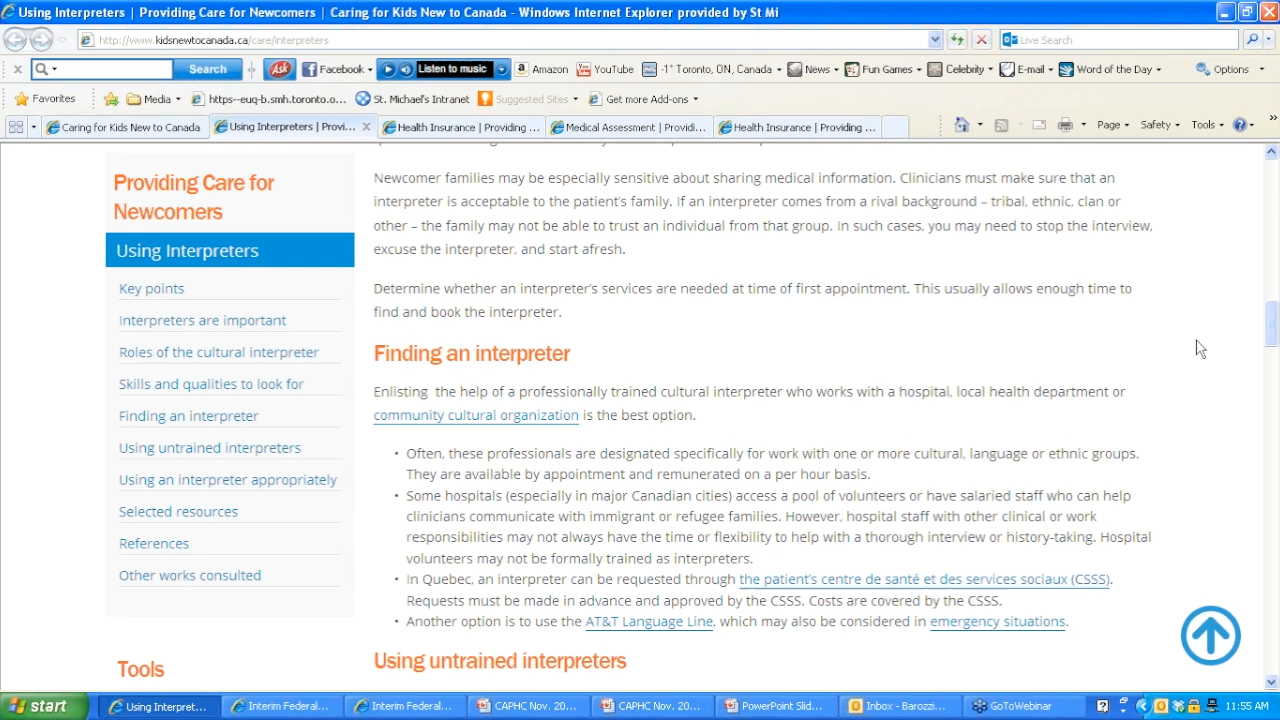 Using Interpreters | Providing Care for Newcomers | Caring for Kids New to Canada - Windows Internet Explorer provided by St Mi
http://www.kidsnewtocanada.ca/care/interpreters
Live Search
Search
Ask
Facebook
Listen to music
Amazon
YouTube
-1° Toronto, ON, Canada
News
Fun Games
Celebrity
E-mail
Word of the Day
Options
Favorites
Media
https--euq-b.smh.toronto.o...
St. Michael's Intranet
Suggested Sites
Get more Add-ons
Caring for Kids New to Canada
Using Interpreters | Provi...
Health Insurance | Providing ...
Medical Assessment | Providi...
Health Insurance | Providing ...
Page
Safety
Tools
Providing Care for
Newcomers
Using Interpreters
Key points
Interpreters are important
Roles of the cultural interpreter
Skills and qualities to look for
Finding an interpreter
Using untrained interpreters
Using an interpreter appropriately
Selected resources
References
Other works consulted
Tools
Newcomer families may be especially sensitive about sharing medical information. Clinicians must make sure that an
interpreter is acceptable to the patient's family. If an interpreter comes from a rival background – tribal, ethnic, clan or
other – the family may not be able to trust an individual from that group. In such cases, you may need to stop the interview,
excuse the interpreter, and start afresh.
Determine whether an interpreter's services are needed at time of first appointment. This usually allows enough time to
find and book the interpreter.
Finding an interpreter
Enlisting the help of a professionally trained cultural interpreter who works with a hospital, local health department or
community cultural organization is the best option.
• Often, these professionals are designated specifically for work with one or more cultural, language or ethnic groups.
They are available by appointment and remunerated on a per hour basis.
• Some hospitals (especially in major Canadian cities) access a pool of volunteers or have salaried staff who can help
clinicians communicate with immigrant or refugee families. However, hospital staff with other clinical or work
responsibilities may not always have the time or flexibility to help with a thorough interview or history-taking. Hospital
volunteers may not be formally trained as interpreters.
• In Quebec, an interpreter can be requested through the patient's centre de santé et des services sociaux (CSSS).
Requests must be made in advance and approved by the CSSS. Costs are covered by the CSSS.
• Another option is to use the AT&T Language Line, which may also be considered in emergency situations.
Using untrained interpreters
start
Using Interpret...
Interim Federal...
Interim Federal...
CAPHC Nov. 20...
CAPHC Nov. 20...
PowerPoint Slid...
Inbox - Barozzi...
GoToWebinar
11:55 AM